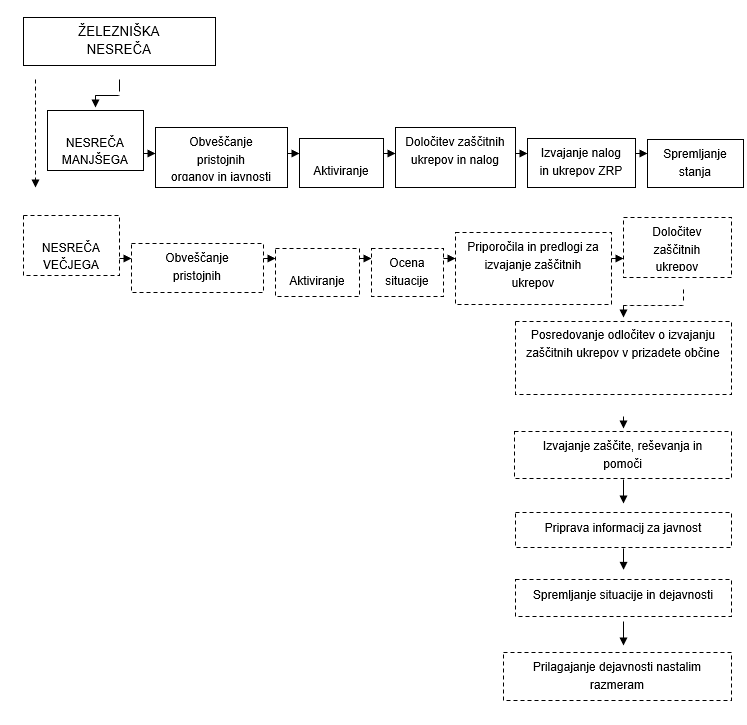 ŽELEZNIŠKA
NESREČA
NESREČA
MANJŠEGA
Obveščanje
pristojnih
organov in javnosti
Aktiviranje
Določitev zaščitnih
ukrepov in nalog
Izvajanje nalog
in ukrepov ZRP
Spremljanje
stanja
NESREČA
VEČJEGA
Obveščanje
pristojnih
Aktiviranje
Ocena
situacije
Priporočila in predlogi za
izvajanje zaščitnih
ukrepov
Določitev
zaščitnih
ukrepov
Posredovanje odločitev o izvajanju
zaščitnih ukrepov v prizadete občine
Izvajanje zaščite, reševanja in
pomoči
Priprava informacij za javnost
Spremljanje situacije in dejavnosti
Prilagajanje dejavnosti nastalim
razmeram